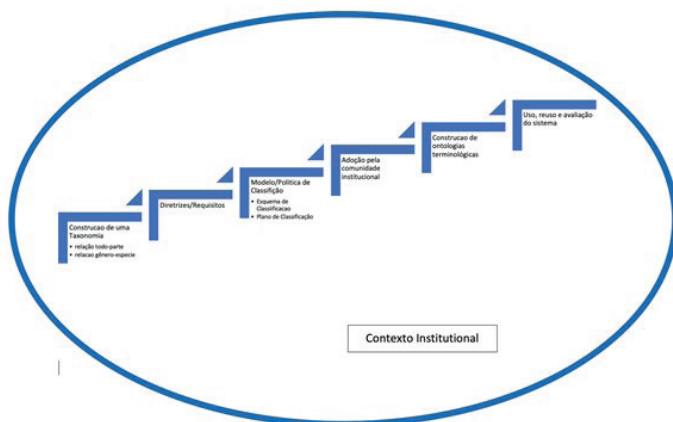 Construcao de uma
Taxonomia
• relação todo-parte
• relacao gênero-especie
Diretrizes/Requisitos
Modelo/Politica de
Classifição
• Esquema de
Classificacao
• Plano de Classificação
Adoção pela
comunidade
institucional
Construcao de
ontologias
terminológicas
Uso, reuso e avaliação
do sistema
Contexto Institutional